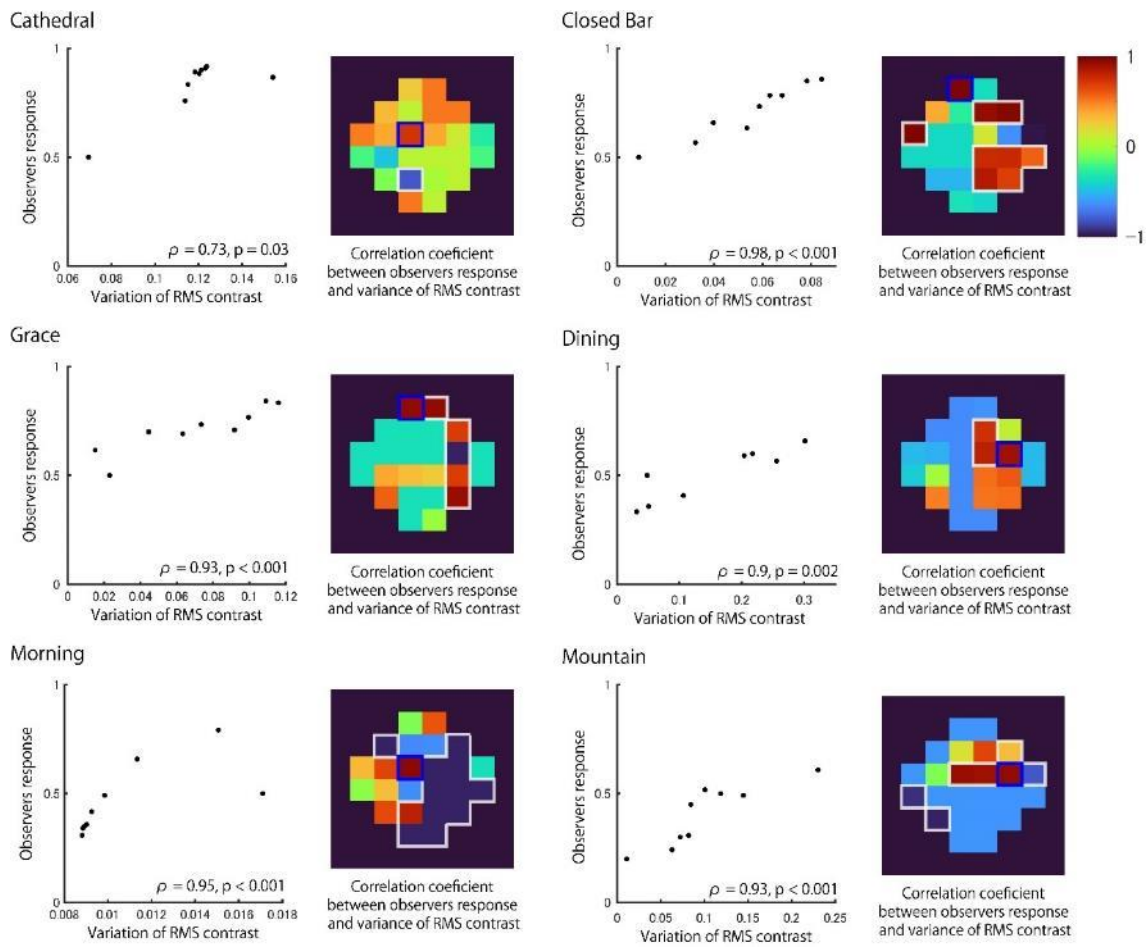 Cathedral
Observers response
1
0.5
0
0.06
0.08
0.10
0.12
0.14
0.16
ρ = 0.73, p = 0.03
Variation of RMS contrast
Correlation coeficient
between observers response
and variance of RMS contrast
Closed Bar
Observers response
1
0.5
0
0
0.02
0.04
0.06
0.08
ρ = 0.98, p < 0.001
Variation of RMS contrast
Correlation coeficient
between observers response
and variance of RMS contrast
1
0
−1
Grace
Observers response
1
0.5
0
0
0.02
0.04
0.06
0.08
0.1
0.12
ρ = 0.93, p < 0.001
Variation of RMS contrast
Correlation coeficient
between observers response
and variance of RMS contrast
Dining
Observers response
1
0.5
0
0
0.1
0.2
0.3
ρ = 0.9, p = 0.002
Variation of RMS contrast
Correlation coeficient
between observers response
and variance of RMS contrast
Morning
Observers response
1
0.5
0
0.008
0.01
0.012
0.014
0.016
0.018
ρ = 0.95, p < 0.001
Variation of RMS contrast
Correlation coeficient
between observers response
and variance of RMS contrast
Mountain
Observers response
1
0.5
0
0
0.05
0.1
0.15
0.2
0.25
ρ = 0.93, p < 0.001
Variation of RMS contrast
Correlation coeficient
between observers response
and variance of RMS contrast